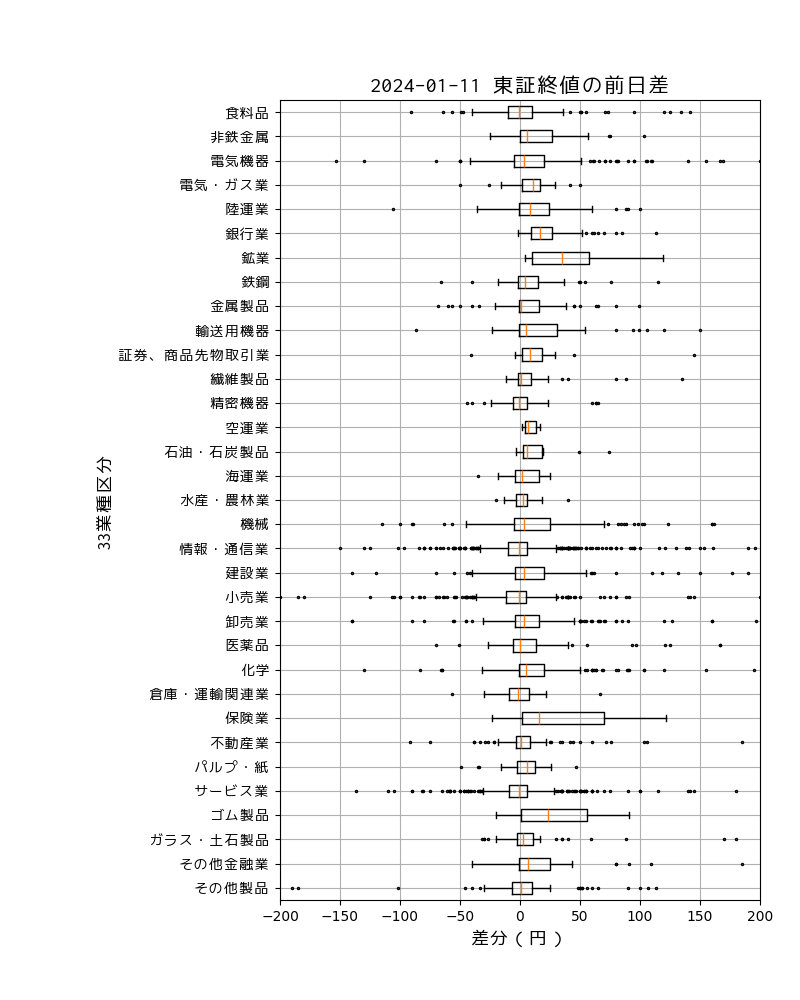 2024-01-11 東証終値の前日差
食料品
非鉄金属
電気機器
電気・ガス業
陸運業
銀行業
鉱業
鉄鋼
金属製品
輸送用機器
証券、商品先物取引業
繊維製品
精密機器
空運業
石油・石炭製品
海運業
水産・農林業
機械
情報・通信業
建設業
小売業
卸売業
医薬品
化学
倉庫・運輸関連業
保険業
不動産業
パルプ・紙
サービス業
ゴム製品
ガラス・土石製品
その他金融業
その他製品
33業種区分
−200 −150 −100 −50 0 50 100 150 200
差分(円)